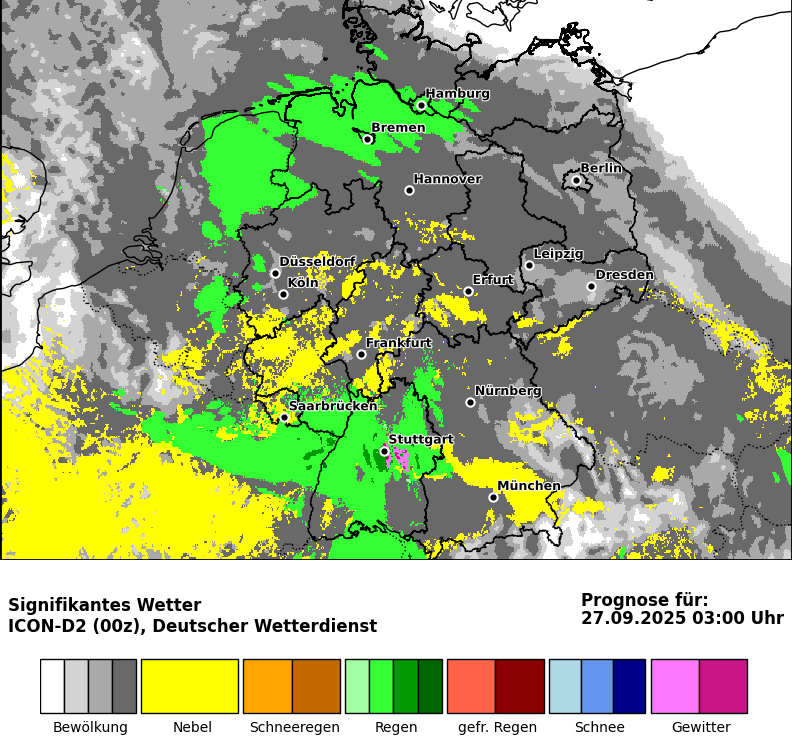 Hamburg
Bremen
Berlin
Hannover
Leipzig
Düsseldorf
Dresden
Erfurt
Köln
Frankfurt
Nürnberg
Saarbrücken
Stuttgart
München
Signifikantes Wetter
ICON-D2 (00z), Deutscher Wetterdienst
Prognose für:
27.09.2025 03:00 Uhr
Bewölkung
Nebel
Schneeregen
Regen
gefr. Regen
Schnee
Gewitter